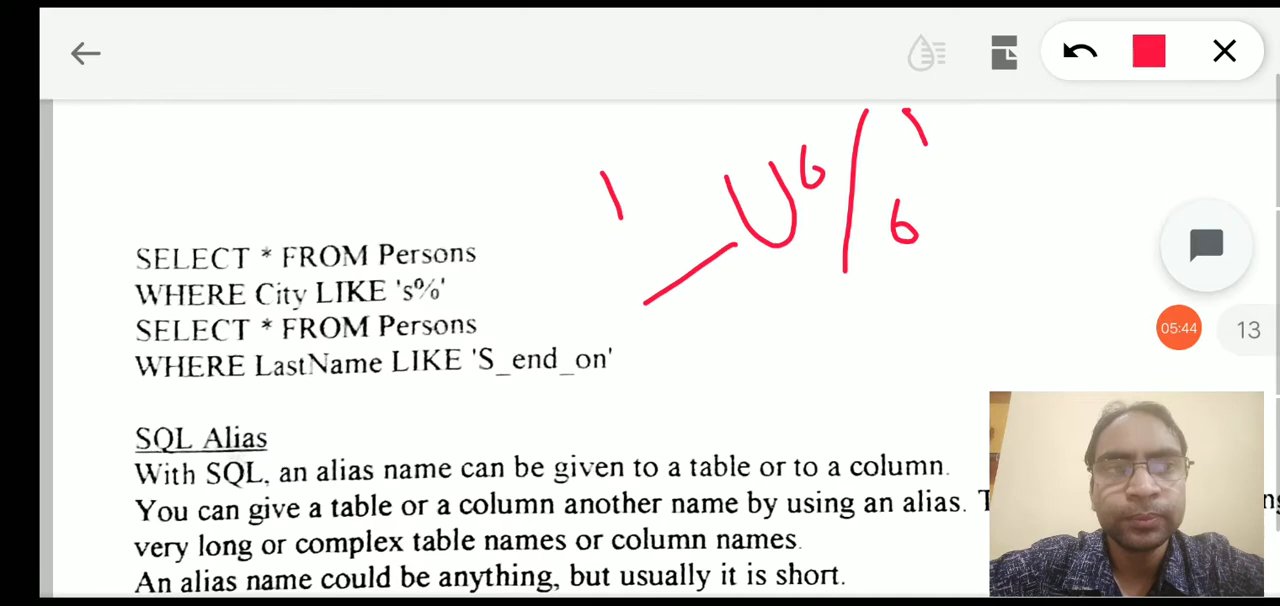 SELECT * FROM Persons
WHERE City LIKE 's%'
SELECT * FROM Persons
WHERE LastName LIKE 'S_end_on'
05:44
13
SQL Alias
With SQL, an alias name can be given to a table or to a column.
You can give a table or a column another name by using an alias. T
very long or complex table names or column names.
An alias name could be anything, but usually it is short.